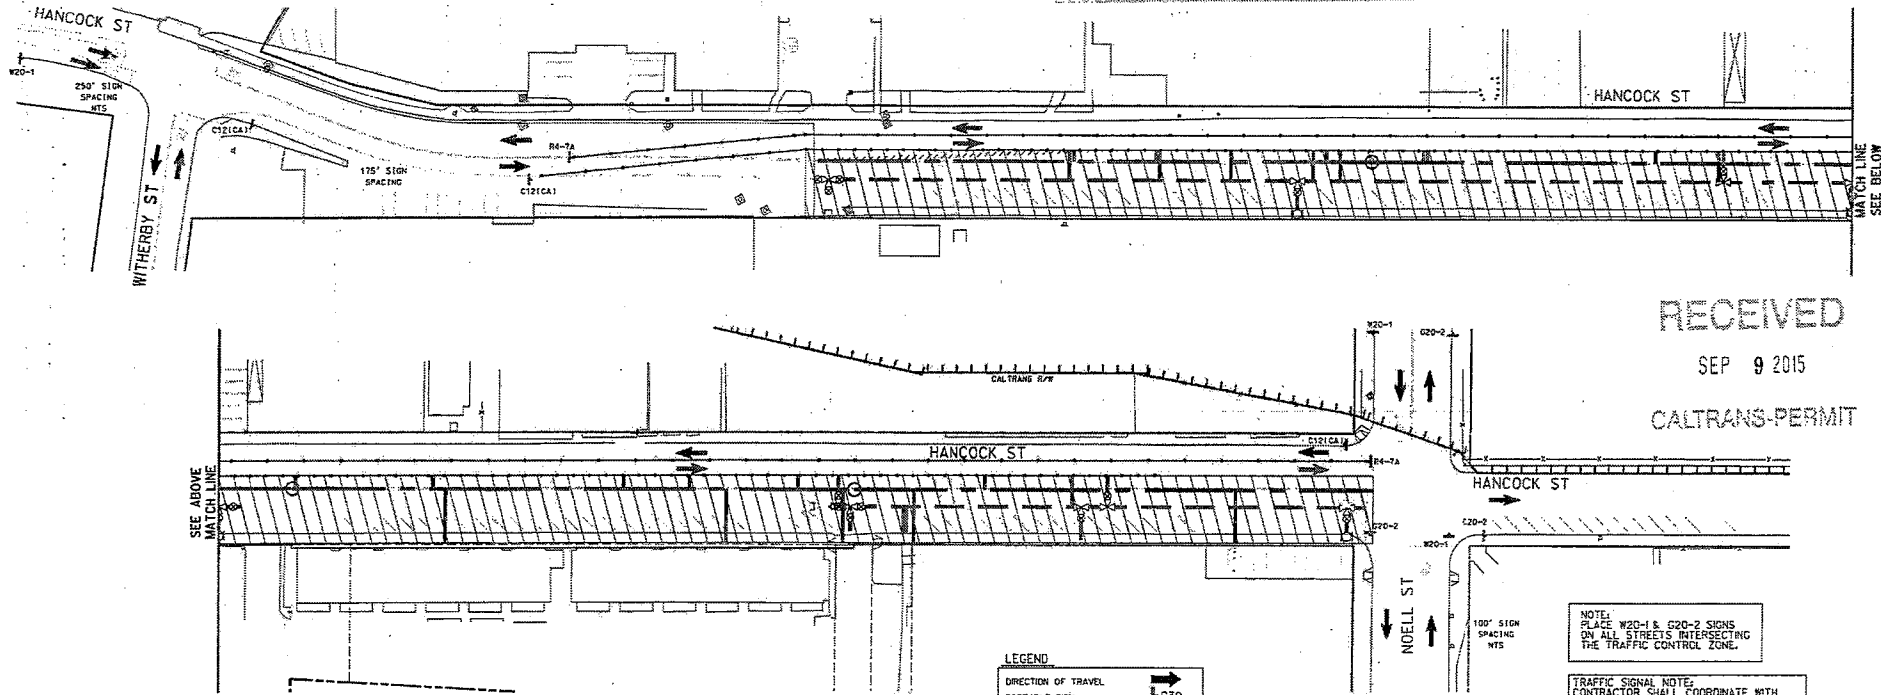 HANCOCK ST
W20-1
250' SIGN
SPACING
NTS
C12(CA)
WITHERBY ST
175' SIGN
SPACING
R4-7A
C12(CA)
HANCOCK ST
MATCH LINE
SEE BELOW
RECEIVED
SEP 9 2015
CALTRANS-PERMIT
W20-1
G20-2
CALTRANS R/W
C12(CA)
R4-7A
HANCOCK ST
HANCOCK ST
SEE ABOVE
MATCH LINE
G20-2
G20-2
W20-1
NOELL ST
100' SIGN
SPACING
NTS
NOTE:
PLACE W20-1 & G20-2 SIGNS
ON ALL STREETS INTERSECTING
THE TRAFFIC CONTROL ZONE.
LEGEND
DIRECTION OF TRAVEL
TRAFFIC SIGNAL NOTE:
CONTRACTOR SHALL COORDINATE WITH